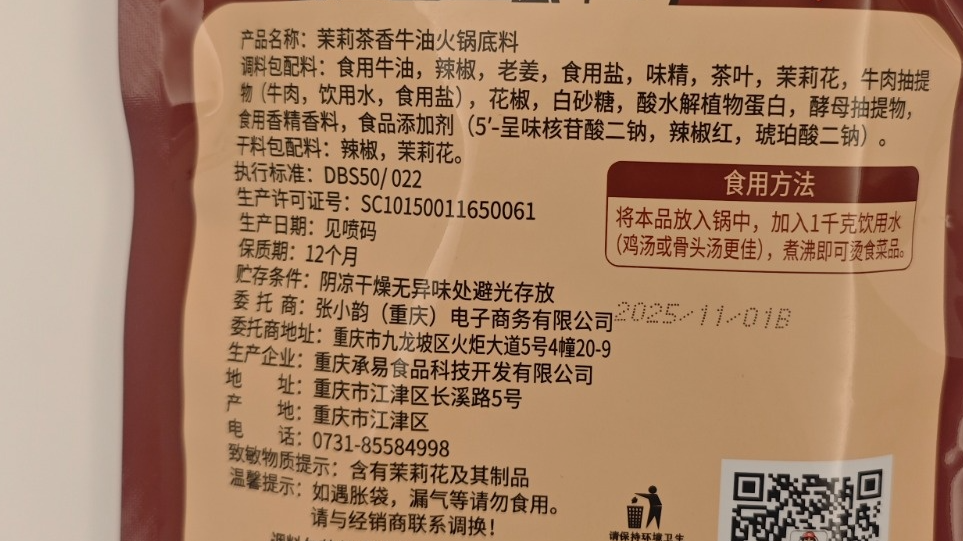 产品名称：茉莉茶香牛油火锅底料
调料包配料：食用牛油，辣椒，老姜，食用盐，味精，茶叶，茉莉花，牛肉抽提
物（牛肉，饮用水，食用盐），花椒，白砂糖，酸水解植物蛋白，酵母抽提物，
食用香精香料，食品添加剂（5′-呈味核苷酸二钠，辣椒红，琥珀酸二钠）。
干料包配料：辣椒，茉莉花。
执行标准：DBS50/ 022
生产许可证号：SC10150011650061
生产日期：见喷码
保质期：12个月
贮存条件：阴凉干燥无异味处避光存放
委 托 商：张小韵（重庆）电子商务有限公司
委托商地址：重庆市九龙坡区火炬大道5号4幢20-9
生产企业：重庆承易食品科技开发有限公司
地 址：重庆市江津区长溪路5号
产 地：重庆市江津区
电 话：0731-85584998
致敏物质提示：含有茉莉花及其制品
温馨提示：如遇胀袋，漏气等请勿食用。
请与经销商联系调换！
食用方法
将本品放入锅中，加入1千克饮用水
（鸡汤或骨头汤更佳），煮沸即可烫食菜品。
2025/11/01B
请保持环境卫生